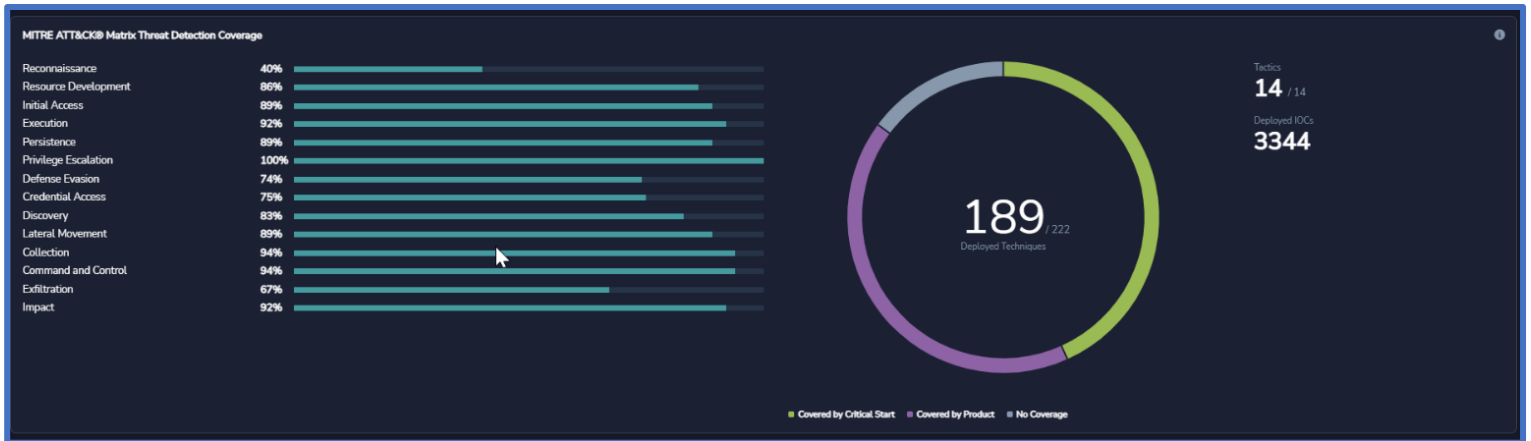 MITRE ATT&CK® Matrix Threat Detection Coverage
Reconnaissance 40%
Resource Development 86%
Initial Access 89%
Execution 92%
Persistence 89%
Privilege Escalation 100%
Defense Evasion 74%
Credential Access 75%
Discovery 83%
Lateral Movement 89%
Collection 94%
Command and Control 94%
Exfiltration 67%
Impact 92%
189 / 222
Deployed Techniques
Tactics
14 / 14
Deployed IOCs
3344
Covered by Critical Start Covered by Product No Coverage